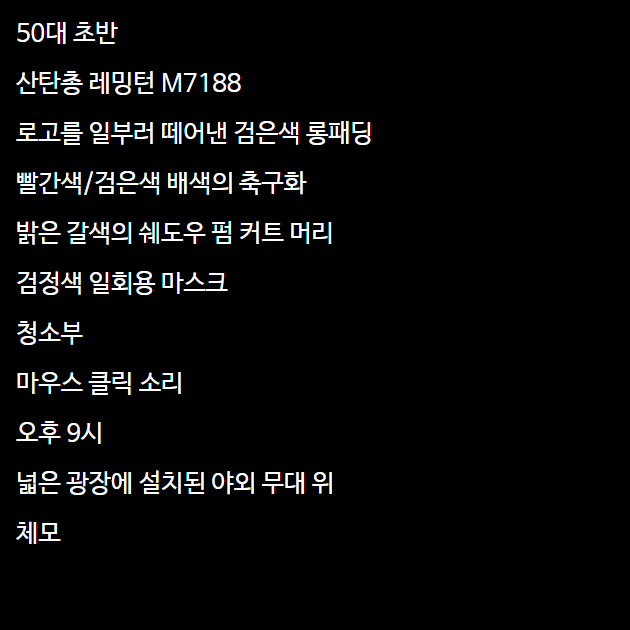 50대 초반
산탄총 레밍턴 M7188
로고를 일부러 떼어낸 검은색 롱패딩
빨간색/검은색 배색의 축구화
밝은 갈색의 쉐도우 펌 커트 머리
검정색 일회용 마스크
청소부
마우스 클릭 소리
오후 9시
넓은 광장에 설치된 야외 무대 위
체모